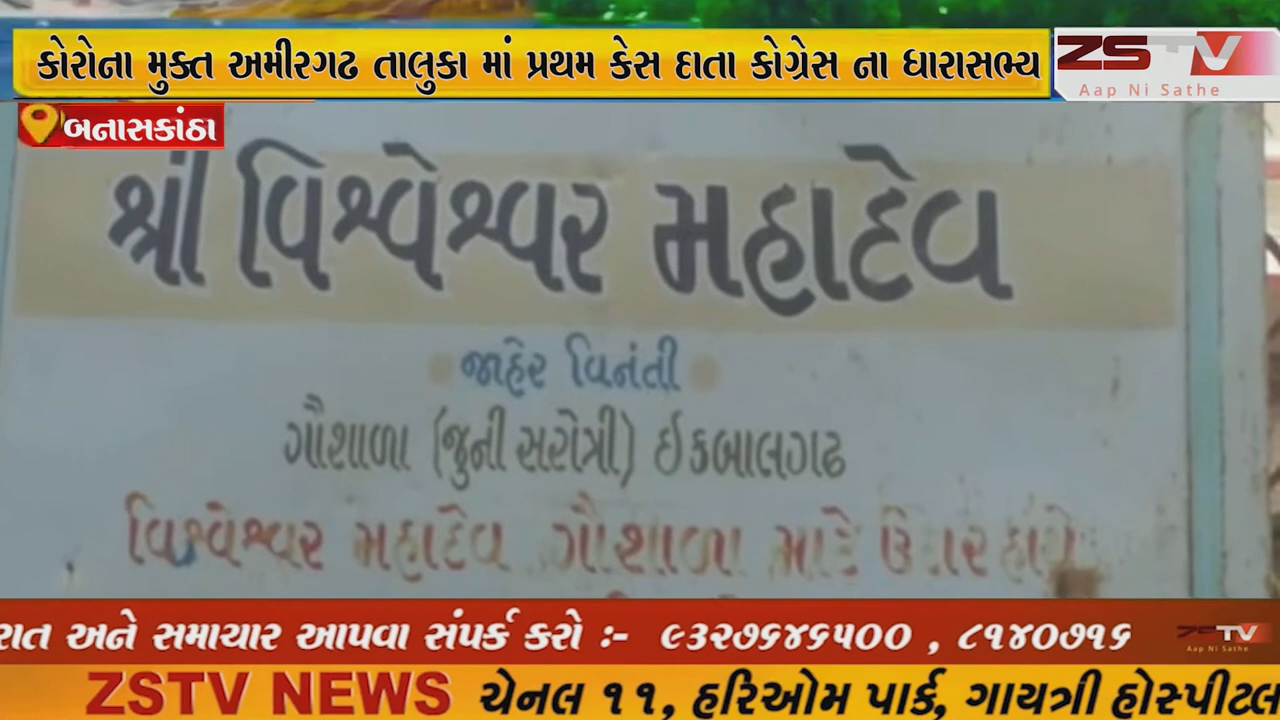 કોરોના મુક્ત અમીરગઢ તાલુકા માં પ્રથમ કેસ દાતા કોગ્રેસ ના ધારાસભ્ય
ZSTV
Aap Ni Sathe
બનાસકાંઠા
શ્રી વિશ્વેશ્વર મહાદેવ
જાહેર વિનંતી
ગૌશાળા (જુની સરોત્રી) ઈકબાલગઢ
વિશ્વેશ્વર મહાદેવ ગૌશાળા માટે
રાત અને સમાચાર આપવા સંપર્ક કરો :- ૯૩૨૭૬૪૬૫૦૦ , ૮૧૪૦૭૧૬
ZSTV
Aap Ni Sathe
ZSTV NEWS ચેનલ ૧૧, હરિઓમ પાર્ક, ગાયત્રી હોસ્પીટલ